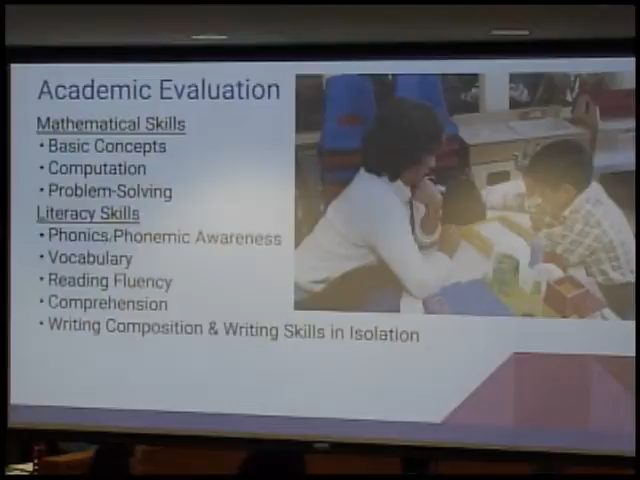 Academic Evaluation
Mathematical Skills
• Basic Concepts
• Computation
• Problem-Solving
Literacy Skills
• Phonics/Phonemic Awareness
• Vocabulary
• Reading Fluency
• Comprehension
• Writing Composition & Writing Skills in Isolation